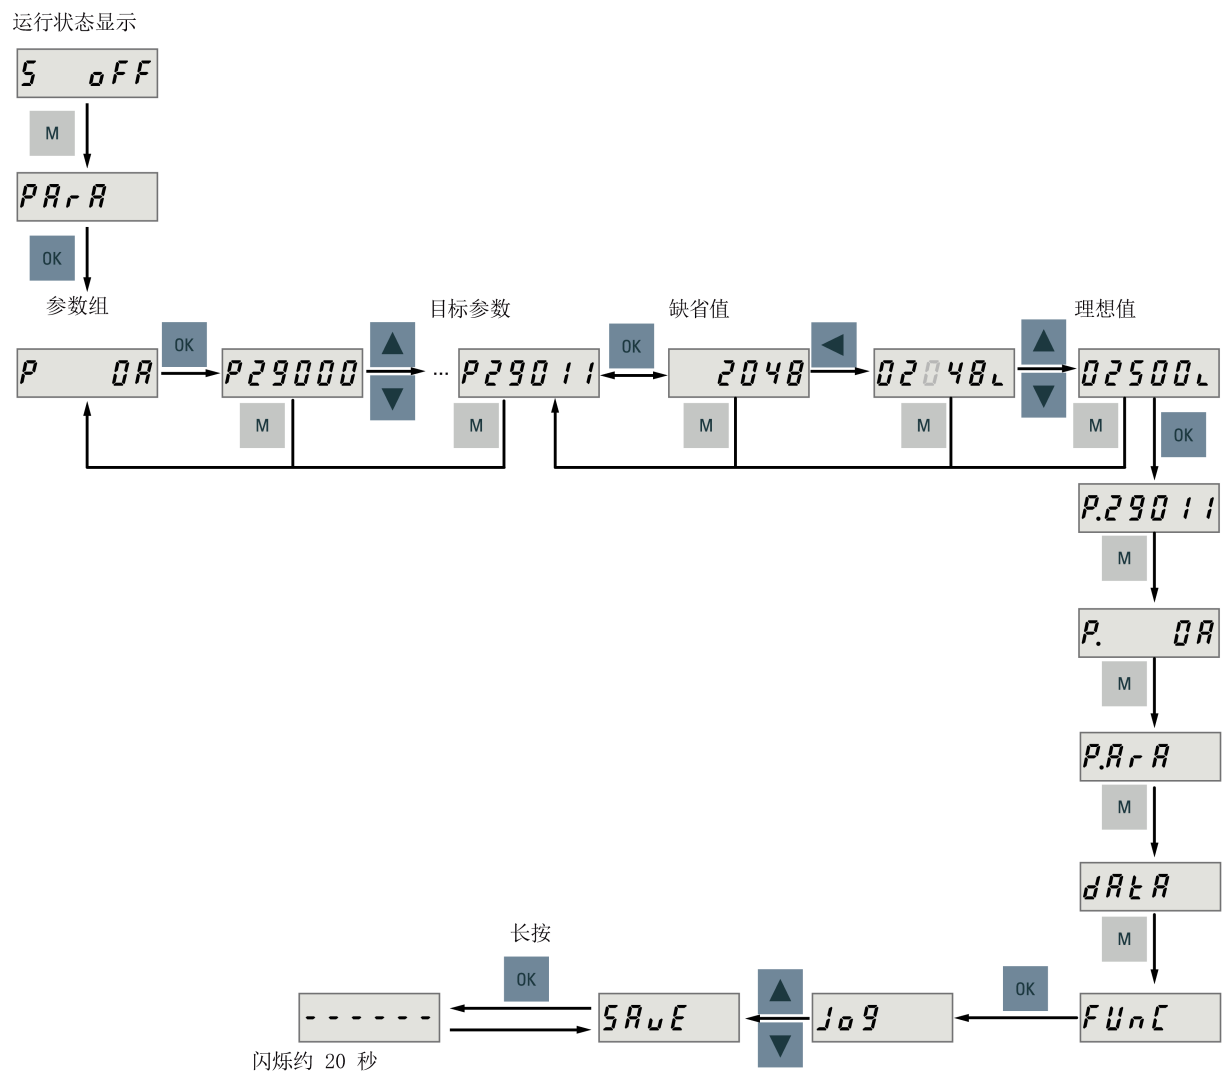 运行状态显示
S oFF
M
PArA
OK
参数组
目标参数
缺省值
理想值
P 0A
OK
P29000
...
P29011
OK
2048
02048L
02500L
M
M
M
M
M
OK
P.29011
M
P. 0A
M
P.ArA
M
dAtA
M
FUnC
OK
Jog
SAvE
长按
OK
------
闪烁约 20 秒